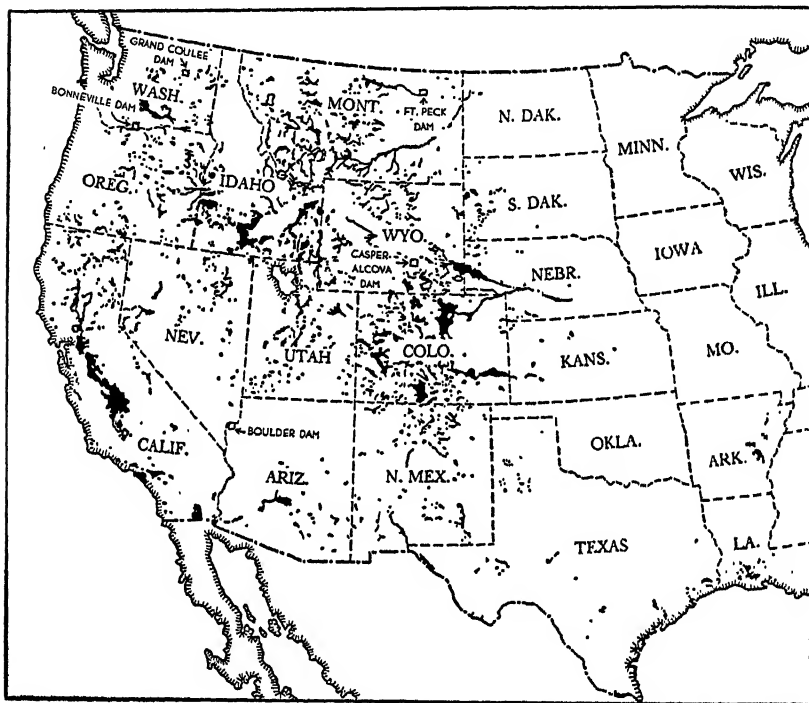 GRAND COULEE
DAM
WASH.
BONNEVILLE DAM
MONT
FT. PECK
DAM
N. DAK.
MINN.
OREG.
IDAHO
S. DAK.
WIS.
WYO.
CASPER-
ALCOVA
DAM
IOWA
NEBR.
ILL.
NEV.
UTAH
COLO.
KANS.
MO.
CALIF.
BOULDER DAM
ARIZ.
N. MEX.
OKLA.
ARK.
TEXAS
LA.